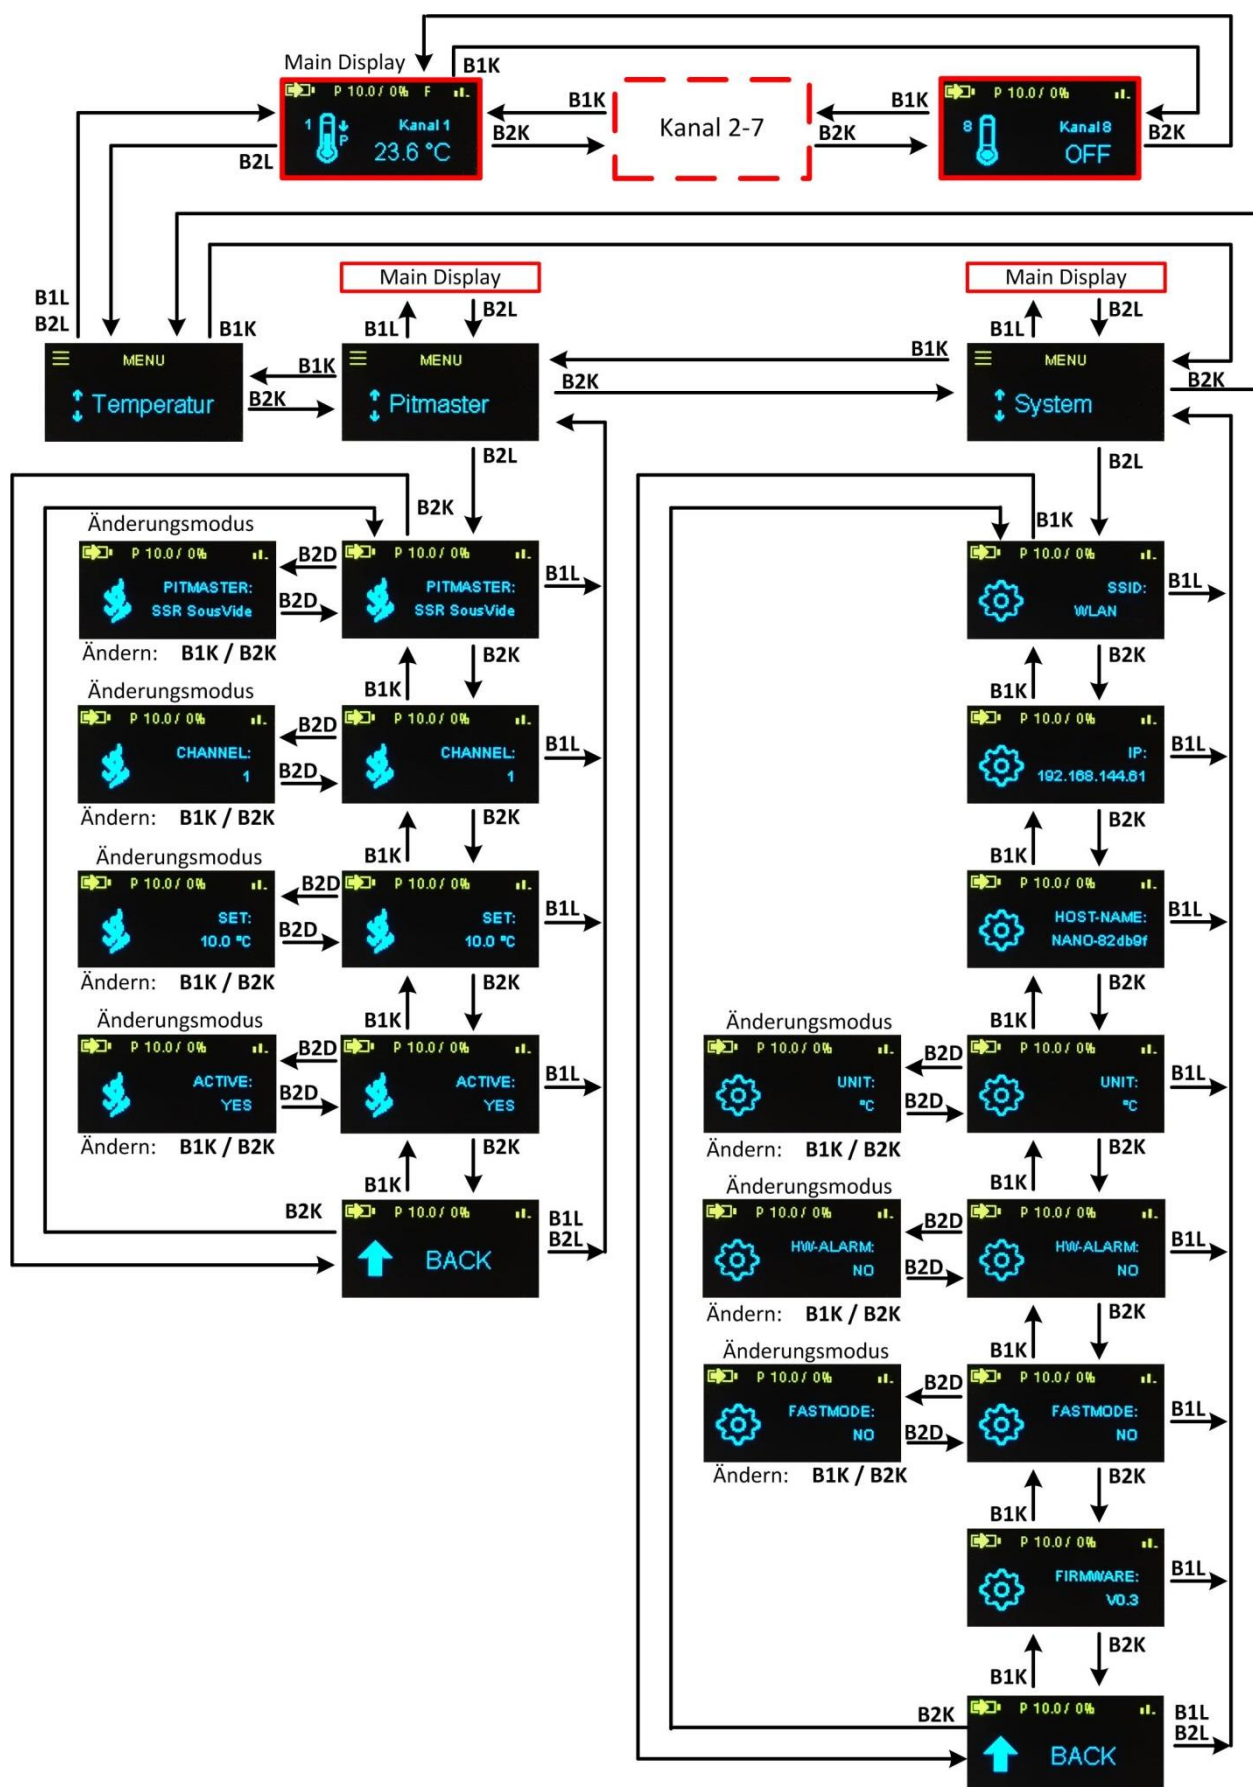 Main Display
B1K
P 10.0 / 0% F
1
P
Kanal 1
23.6 °C
B1K
B2K
Kanal 2-7
B1K
B2K
P 10.0 / 0%
8
Kanal 8
OFF
B2K
B2L
Main Display
Main Display
B1L
B2L
B1K
B1L
B2L
B1L
B2L
MENU
Temperatur
B1K
B2K
MENU
Pitmaster
B1K
B2K
MENU
System
B2K
B2L
B2L
B2K
B1K
Änderungsmodus
P 10.0 / 0%
PITMASTER:
SSR SousVide
B2D
B2D
P 10.0 / 0%
PITMASTER:
SSR SousVide
B1L
Ändern: B1K / B2K
P 10.0 / 0%
SSID:
WLAN
B1L
B1K
B2K
B1K
B2K
Änderungsmodus
P 10.0 / 0%
CHANNEL:
1
B2D
B2D
P 10.0 / 0%
CHANNEL:
1
B1L
Ändern: B1K / B2K
P 10.0 / 0%
IP:
192.168.144.61
B1L
B1K
B2K
B1K
B2K
Änderungsmodus
P 10.0 / 0%
SET:
10.0 °C
B2D
B2D
P 10.0 / 0%
SET:
10.0 °C
B1L
Ändern: B1K / B2K
P 10.0 / 0%
HOST-NAME:
NANO-82db9f
B1L
B1K
B2K
B1K
B2K
Änderungsmodus
P 10.0 / 0%
ACTIVE:
YES
B2D
B2D
P 10.0 / 0%
ACTIVE:
YES
B1L
Ändern: B1K / B2K
Änderungsmodus
P 10.0 / 0%
UNIT:
°C
B2D
B2D
P 10.0 / 0%
UNIT:
°C
B1L
Ändern: B1K / B2K
B1K
B2K
B1K
B2K
B2K
P 10.0 / 0%
BACK
B1L
B2L
Änderungsmodus
P 10.0 / 0%
HW-ALARM:
NO
B2D
B2D
P 10.0 / 0%
HW-ALARM:
NO
B1L
Ändern: B1K / B2K
B1K
B2K
Änderungsmodus
P 10.0 / 0%
FASTMODE:
NO
B2D
B2D
P 10.0 / 0%
FASTMODE:
NO
B1L
Ändern: B1K / B2K
B1K
B2K
P 10.0 / 0%
FIRMWARE:
V0.3
B1L
B1K
B2K
B2K
P 10.0 / 0%
BACK
B1L
B2L